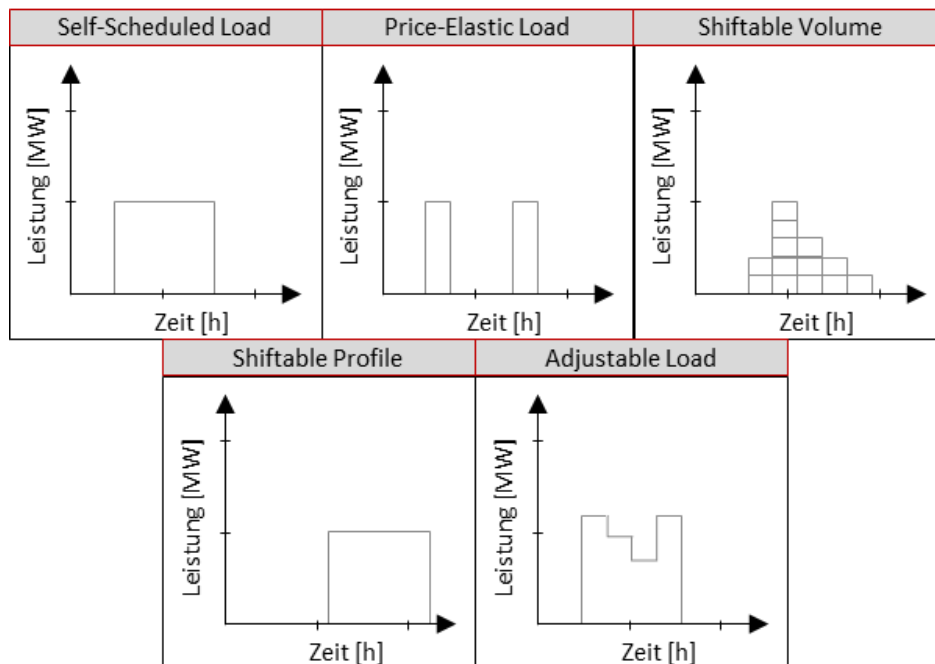 Self-Scheduled Load
Price-Elastic Load
Shiftable Volume
Leistung [MW]
Zeit [h]
Leistung [MW]
Zeit [h]
Leistung [MW]
Zeit [h]
Shiftable Profile
Adjustable Load
Leistung [MW]
Zeit [h]
Leistung [MW]
Zeit [h]